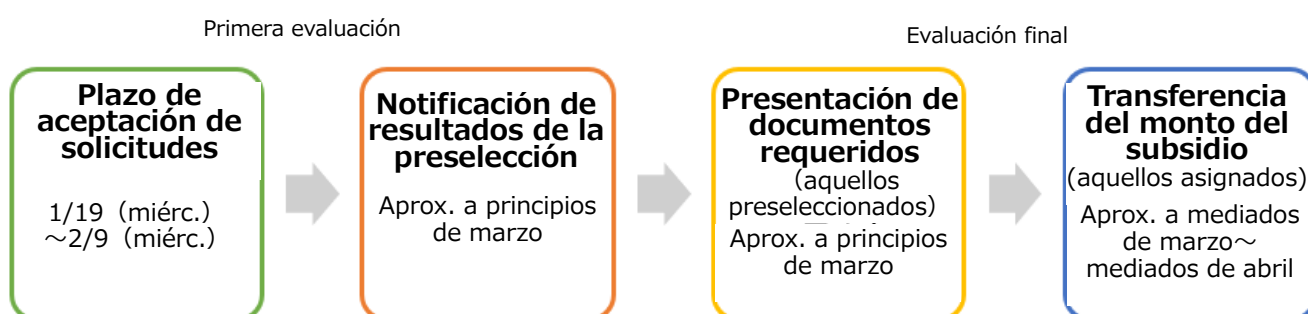 Primera evaluación
Evaluación final
Plazo de
aceptación de
solicitudes
1/19（miérc.）
～2/9（miérc.）
Notificación de
resultados de la
preselección
Aprox. a principios
de marzo
Presentación de
documentos
requeridos
（aquellos
preseleccionados）
Aprox. a principios
de marzo
Transferencia
del monto del
subsidio
(aquellos asignados)
Aprox. a mediados
de marzo～
mediados de abril